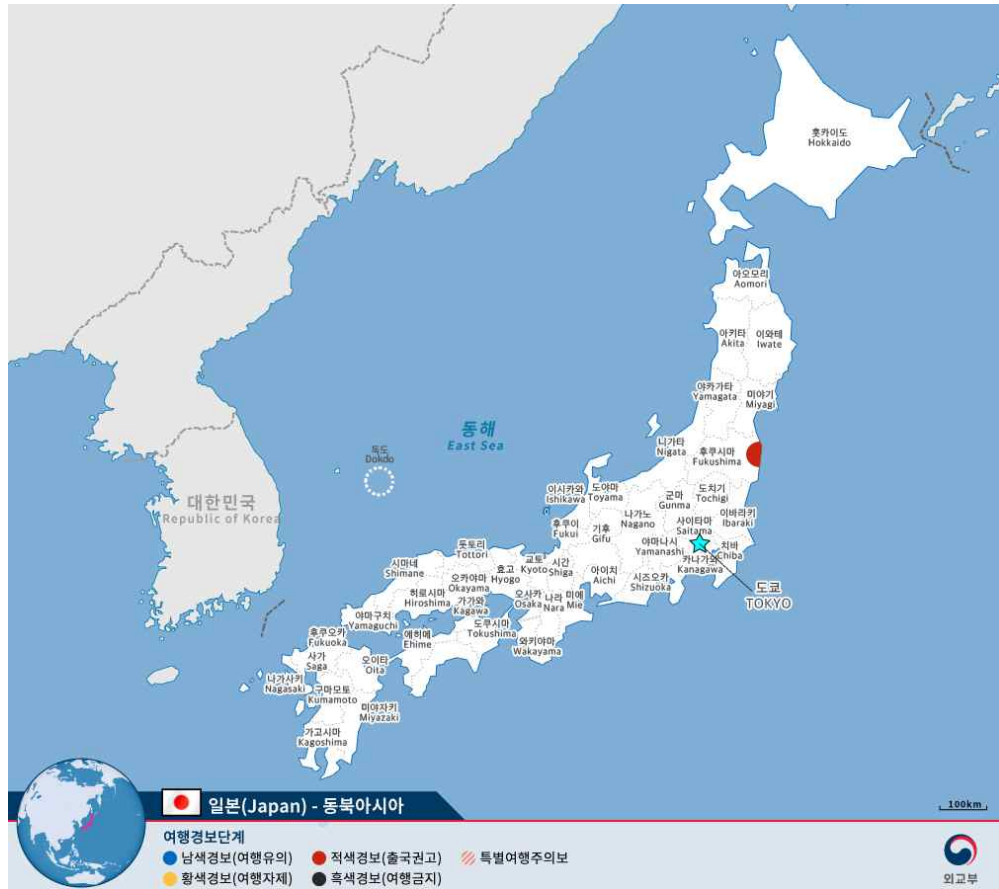 홋카이도
Hokkaido
아오모리
Aomori
아키타
Akita
이와테
Iwate
야카가타
Yamagata
미야기
Miyagi
동해
East Sea
독도
Dokdo
니가타
Nigata
후쿠시마
Fukushima
대한민국
Republic of Korea
이시카와
Ishikawa
도야마
Toyama
군마
Gunma
도치기
Tochigi
후쿠이
Fukui
기후
Gifu
나가노
Nagano
사이타마
Saitama
이바라키
Ibaraki
야마나시
Yamanashi
치바
Chiba
카나가와
Kanagawa
돗토리
Tottori
시마네
Shimane
효고
Hyogo
교토
Kyoto
시간
Shiga
아이치
Aichi
시즈오카
Shizuoka
오카야마
Okayama
히로시마
Hiroshima
가가와
Kagawa
오사카
Osaka
나라
Nara
미에
Mie
도쿄
TOKYO
야마구치
Yamaguchi
에히메
Ehime
도쿠시마
Tokushima
와키야마
Wakayama
후쿠오카
Fukuoka
사가
Saga
오이타
Oita
나가사키
Nagasaki
구마모토
Kumamoto
미야자키
Miyazaki
가고시마
Kagoshima
일본(Japan) - 동북아시아
100km
여행경보단계
남색경보(여행유의)
적색경보(출국권고)
특별여행주의보
황색경보(여행자제)
흑색경보(여행금지)
외교부